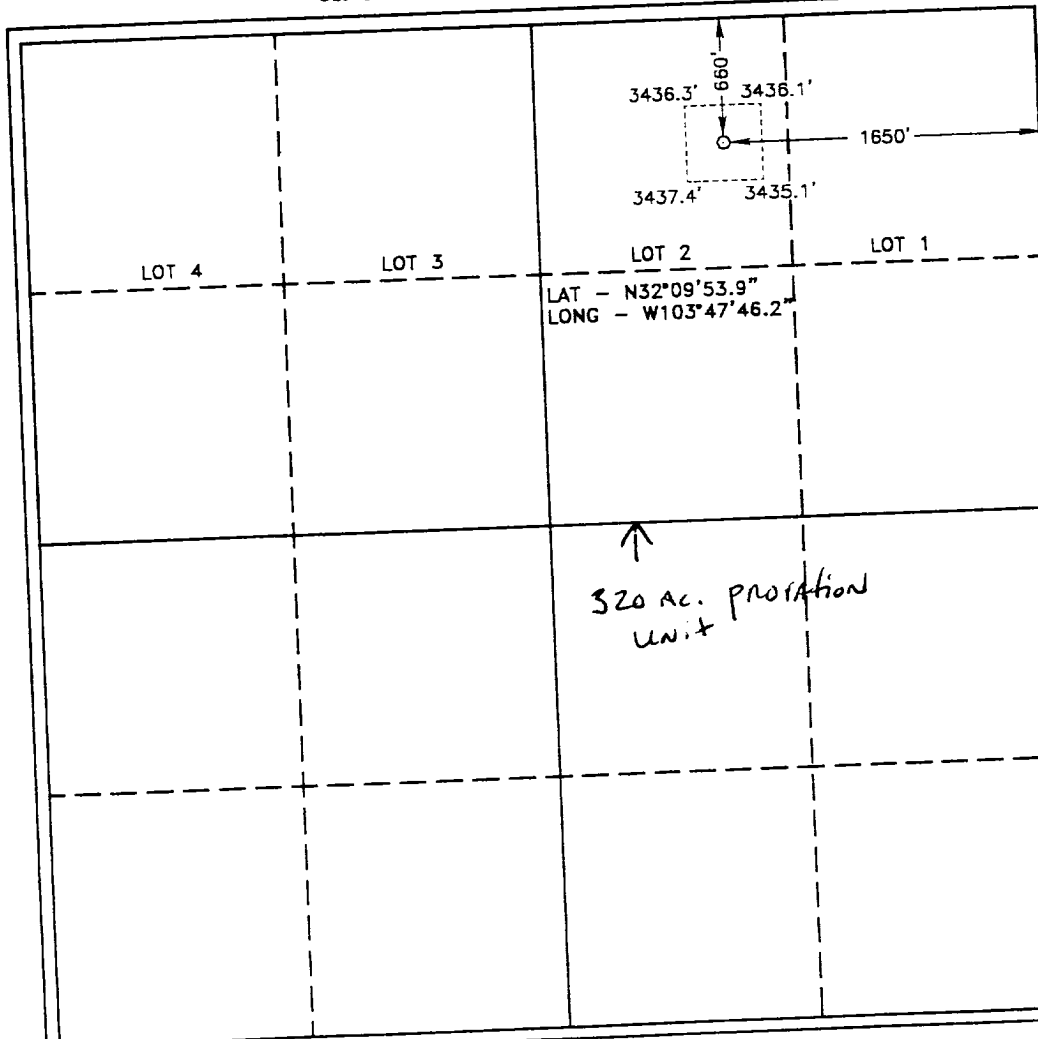 660'
3436.3' 3436.1'
1650'
3437.4' 3435.1'
LOT 4 LOT 3 LOT 2 LOT 1
LAT - N32°09'53.9"
LONG - W103°47'46.2"
320 Ac. proration
Unit